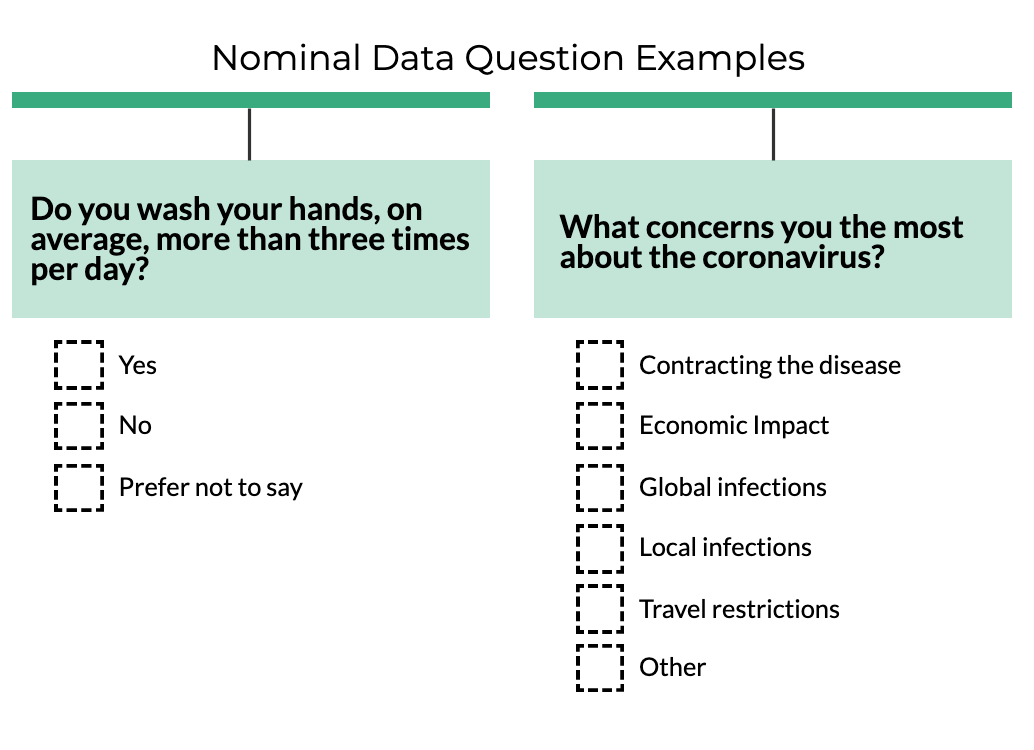 Nominal Data Question Examples
Do you wash your hands, on
average, more than three times
per day?
Yes
No
Prefer not to say
What concerns you the most
about the coronavirus?
Contracting the disease
Economic Impact
Global infections
Local infections
Travel restrictions
Other